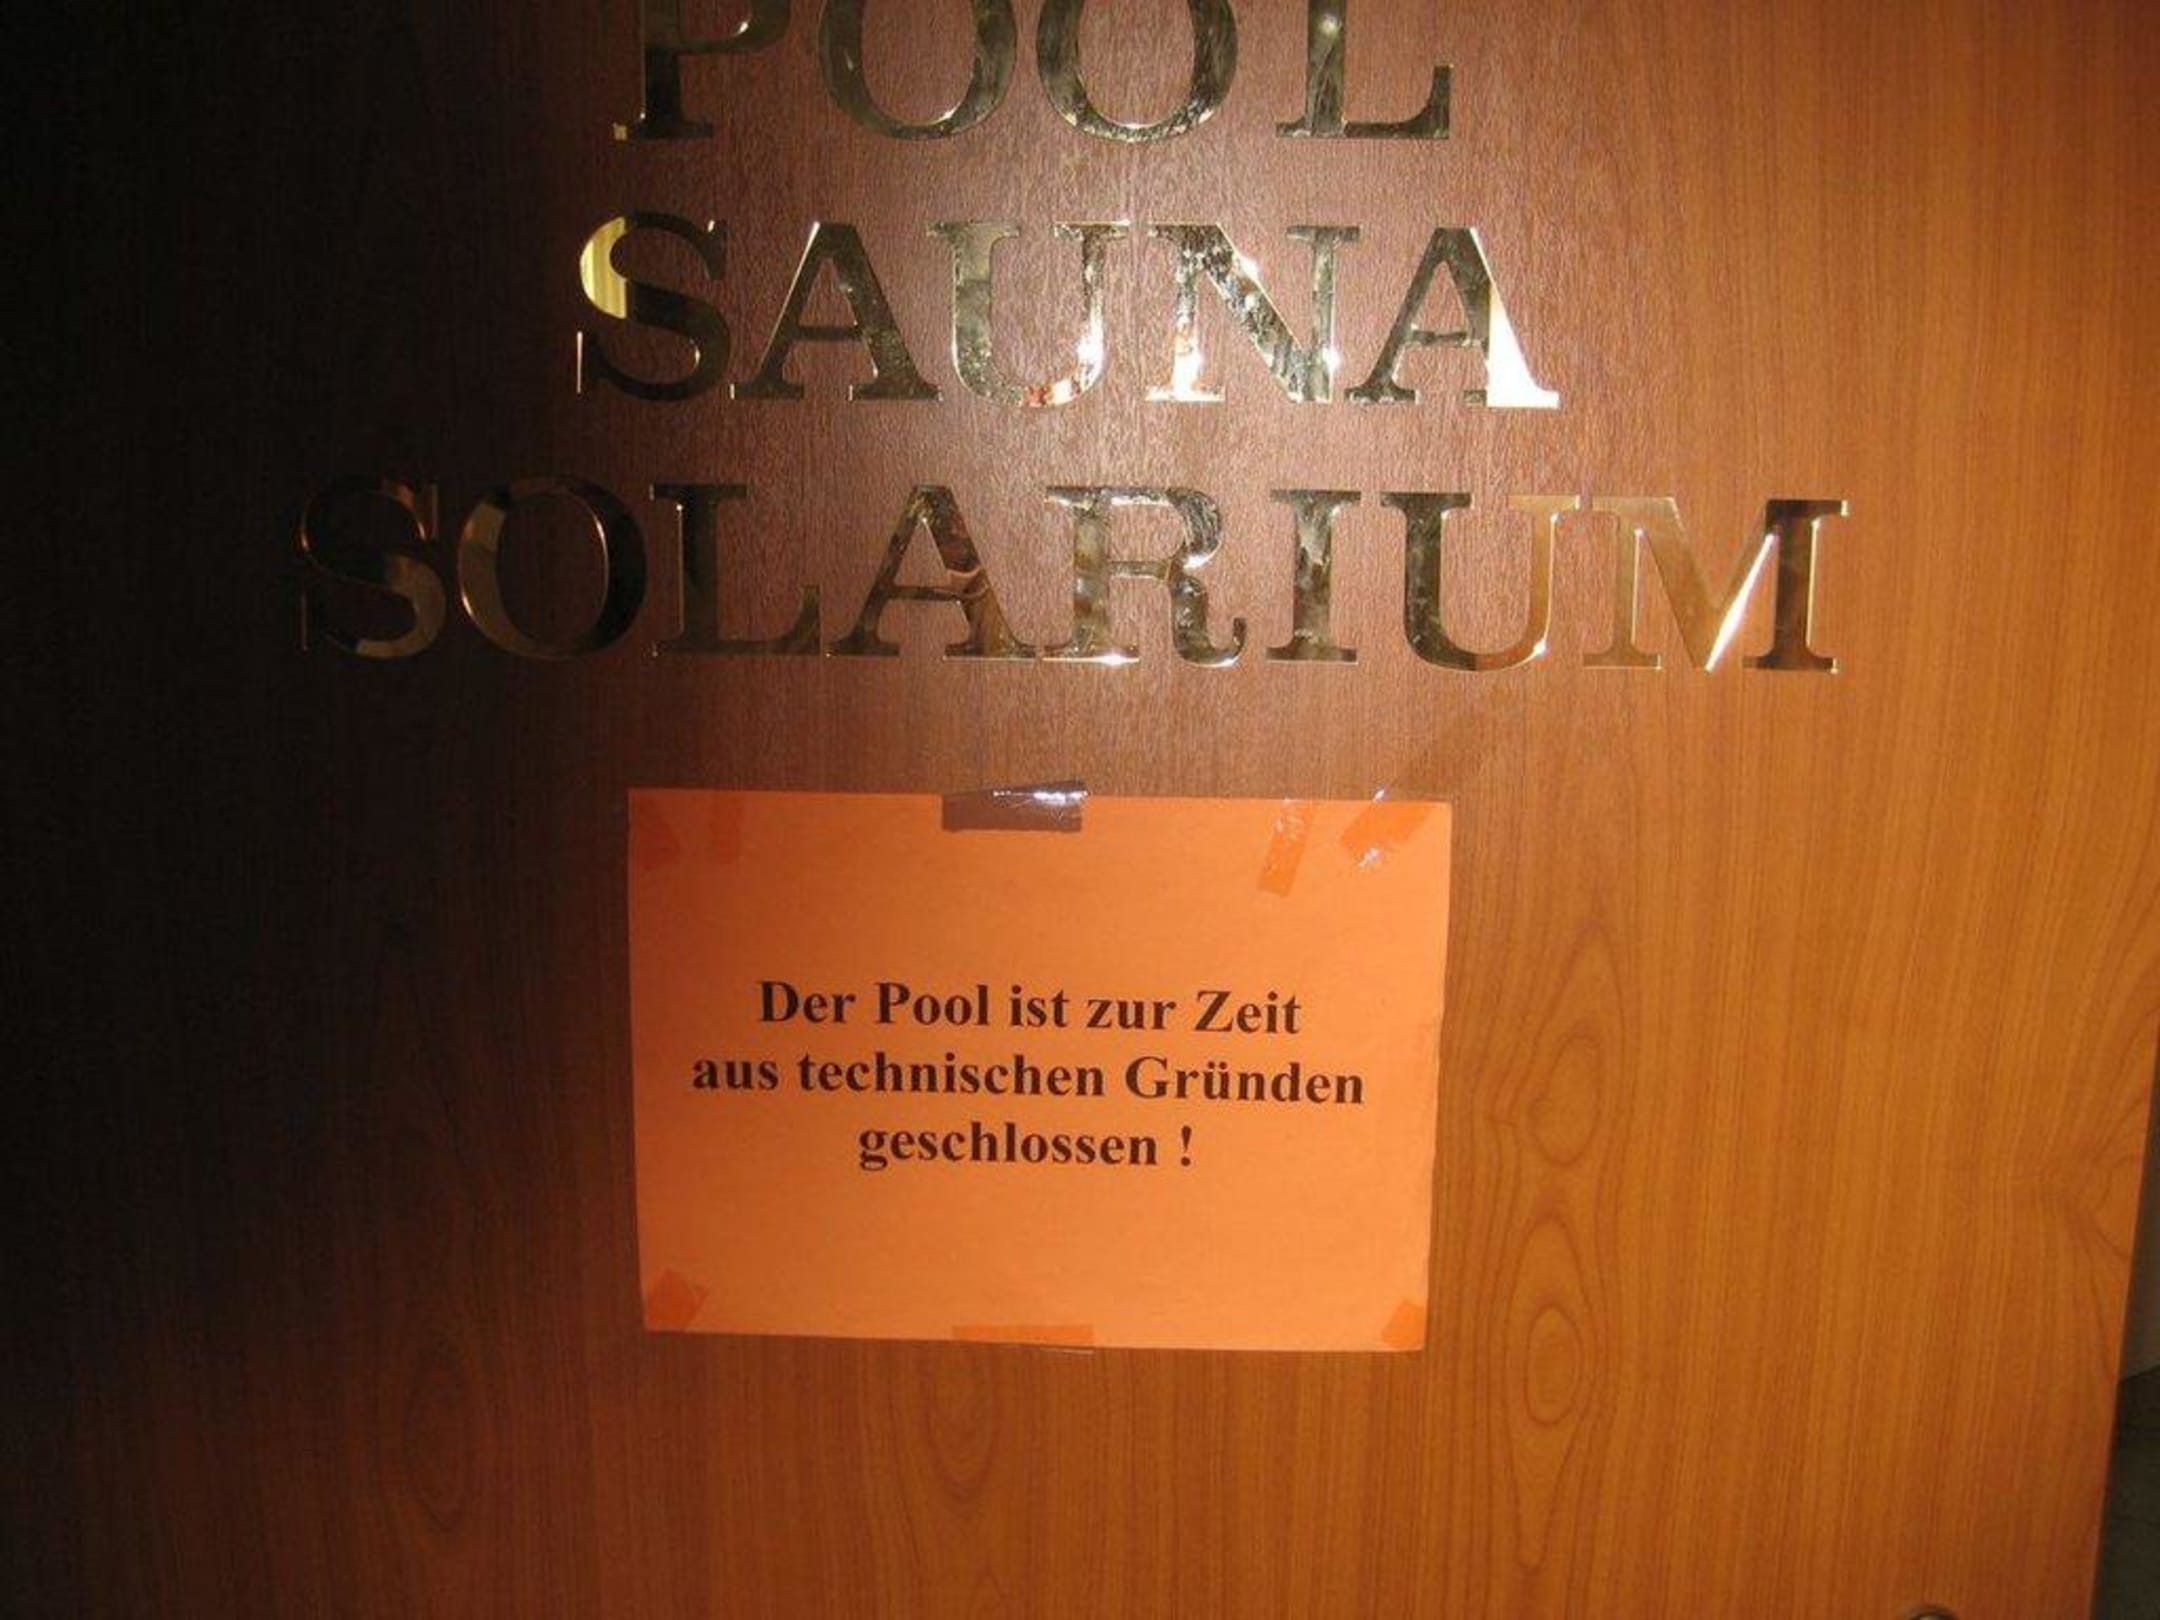 POOL
SAUNA
SOLARIUM
Der Pool ist zur Zeit
aus technischen Gründen
geschlossen !